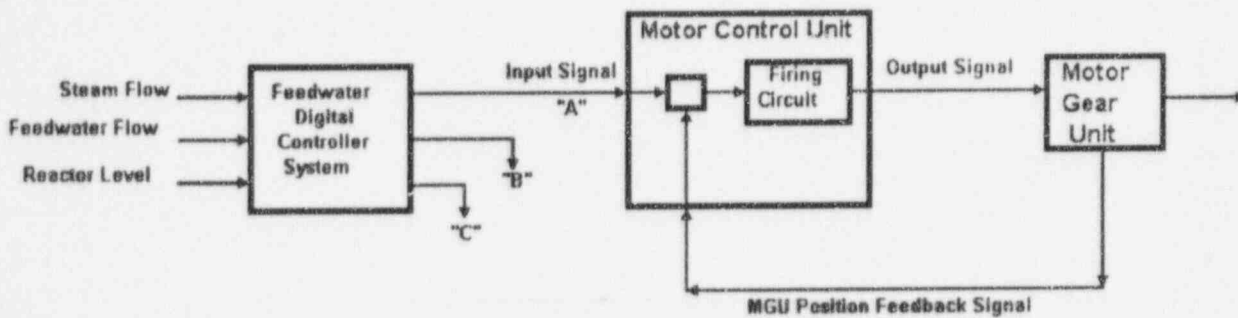 Motor Control Unit
Steam Flow
Feedwater Flow
Reactor Level
Feedwater
Digital
Controller
System
Input Signal
"A"
"B"
"C"
Firing
Circuit
Output Signal
Motor
Gear
Unit
MGU Position Feedback Signal